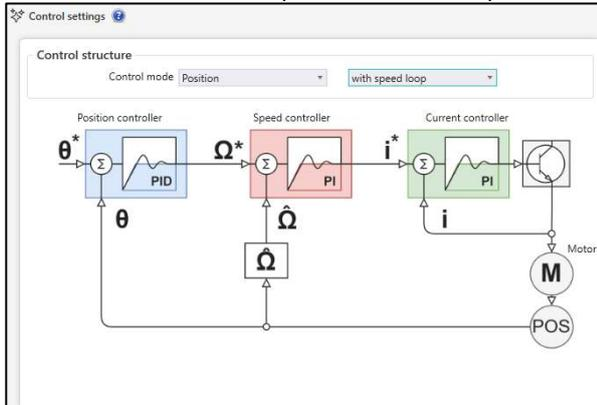 Control settings ?
Control structure
Control mode Position with speed loop
Position controller Speed controller Current controller
θ* Σ PID Ω* Σ PI i* Σ PI
θ Ω̂ i
Ω̂
Motor
M
POS